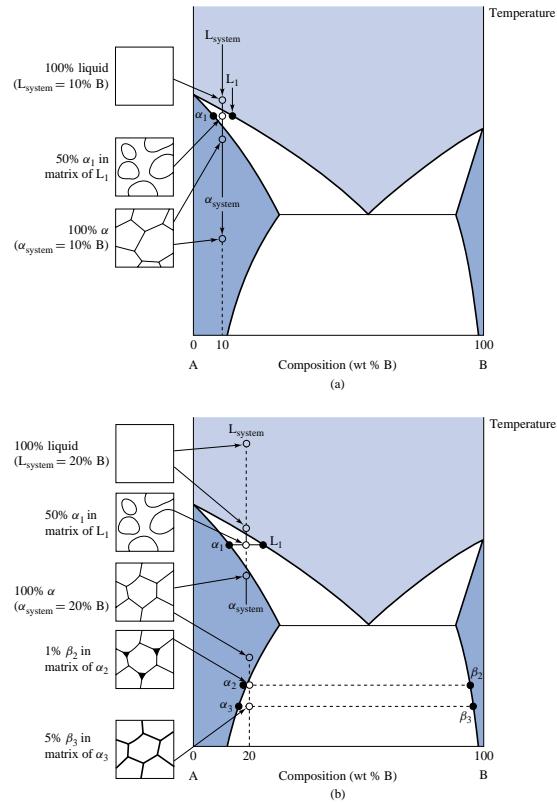 Temperature
L_system
100% liquid
(L_system = 10% B)
L_1
α_1
50% α_1 in
matrix of L_1
α_system
100% α
(α_system = 10% B)
0 10 100
A Composition (wt % B) B
(a)
Temperature
L_system
100% liquid
(L_system = 20% B)
50% α_1 in
matrix of L_1
α_1 L_1
100% α
(α_system = 20% B)
α_system
1% β_2 in
matrix of α_2
α_2 β_2
α_3 β_3
5% β_3 in
matrix of α_3
0 20 100
A Composition (wt % B) B
(b)